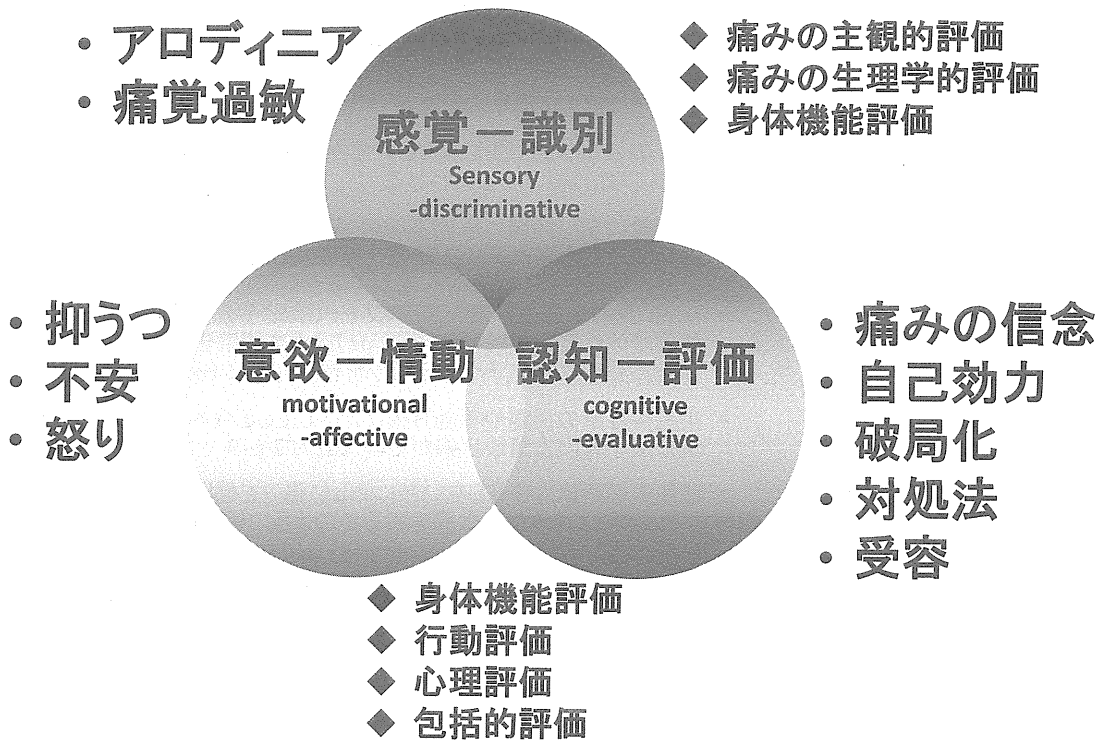 • アロディニア
• 痛覚過敏
◆ 痛みの主観的評価
◆ 痛みの生理学的評価
◆ 身体機能評価
感覚－識別
Sensory
-discriminative
• 抑うつ
• 不安
• 怒り
意欲－情動
motivational
-affective
認知－評価
cognitive
-evaluative
• 痛みの信念
• 自己効力
• 破局化
• 対処法
• 受容
◆ 身体機能評価
◆ 行動評価
◆ 心理評価
◆ 包括的評価